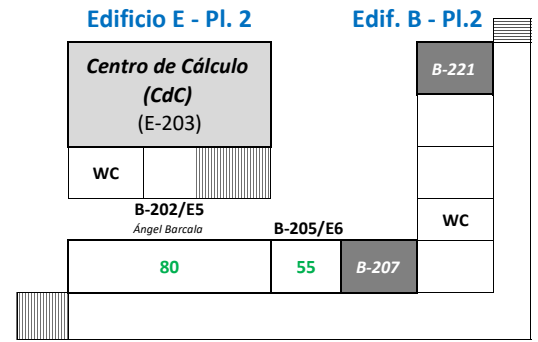 Edificio E - Pl. 2
Edif. B - Pl.2
Centro de Cálculo
(CdC)
(E-203)
B-221
WC
B-202/E5
Ángel Barcala
B-205/E6
WC
80
55
B-207